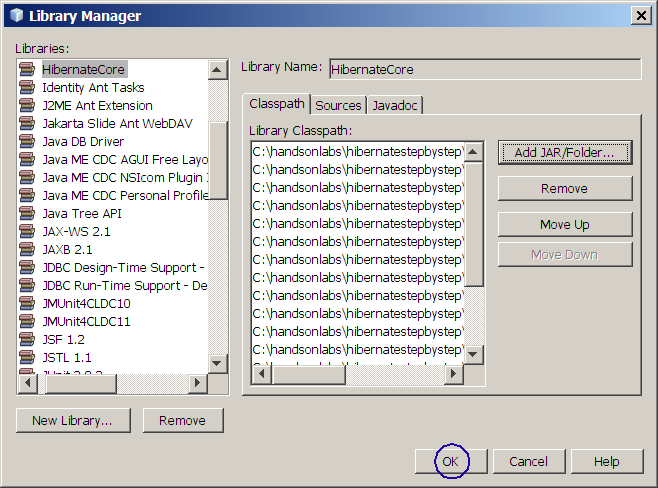 Library Manager
Libraries:
HibernateCore
Identity Ant Tasks
J2ME Ant Extension
Jakarta Slide Ant WebDAV
Java DB Driver
Java ME CDC AGUI Free Layo
Java ME CDC NSIcom Plugin
Java ME CDC Personal Profile
Java Tree API
JAX-WS 2.1
JAXB 2.1
JDBC Design-Time Support -
JDBC Run-Time Support - De
JMUnit4CLDC10
JMUnit4CLDC11
JSF 1.2
JSTL 1.1
New Library...
Remove
Library Name:
HibernateCore
Classpath
Sources
Javadoc
Library Classpath:
C:\handsonlabs\hibernatestepbystep\
C:\handsonlabs\hibernatestepbystep\
C:\handsonlabs\hibernatestepbystep\
C:\handsonlabs\hibernatestepbystep\
C:\handsonlabs\hibernatestepbystep\
C:\handsonlabs\hibernatestepbystep\
C:\handsonlabs\hibernatestepbystep\
C:\handsonlabs\hibernatestepbystep\
C:\handsonlabs\hibernatestepbystep\
C:\handsonlabs\hibernatestepbystep\
C:\handsonlabs\hibernatestepbystep\
C:\handsonlabs\hibernatestepbystep\
Add JAR/Folder...
Remove
Move Up
Move Down
OK
Cancel
Help